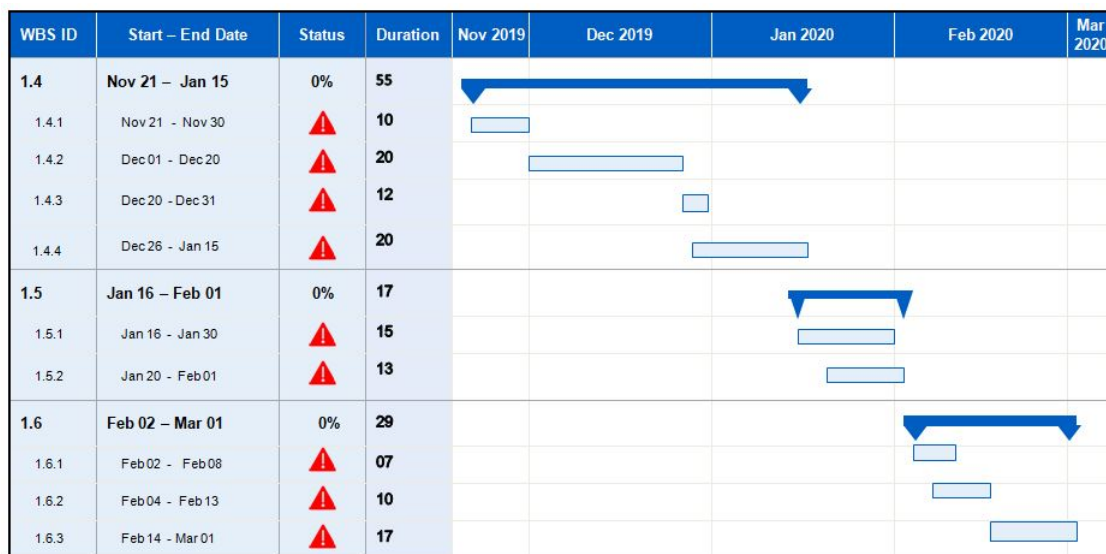 WBS ID Start – End Date Status Duration Nov 2019 Dec 2019 Jan 2020 Feb 2020 Mar
2020
1.4 Nov 21 – Jan 15 0% 55
1.4.1 Nov 21 - Nov 30 10
1.4.2 Dec 01 - Dec 20 20
1.4.3 Dec 20 - Dec 31 12
1.4.4 Dec 26 - Jan 15 20
1.5 Jan 16 – Feb 01 0% 17
1.5.1 Jan 16 - Jan 30 15
1.5.2 Jan 20 - Feb 01 13
1.6 Feb 02 – Mar 01 0% 29
1.6.1 Feb 02 - Feb 08 07
1.6.2 Feb 04 - Feb 13 10
1.6.3 Feb 14 - Mar 01 17